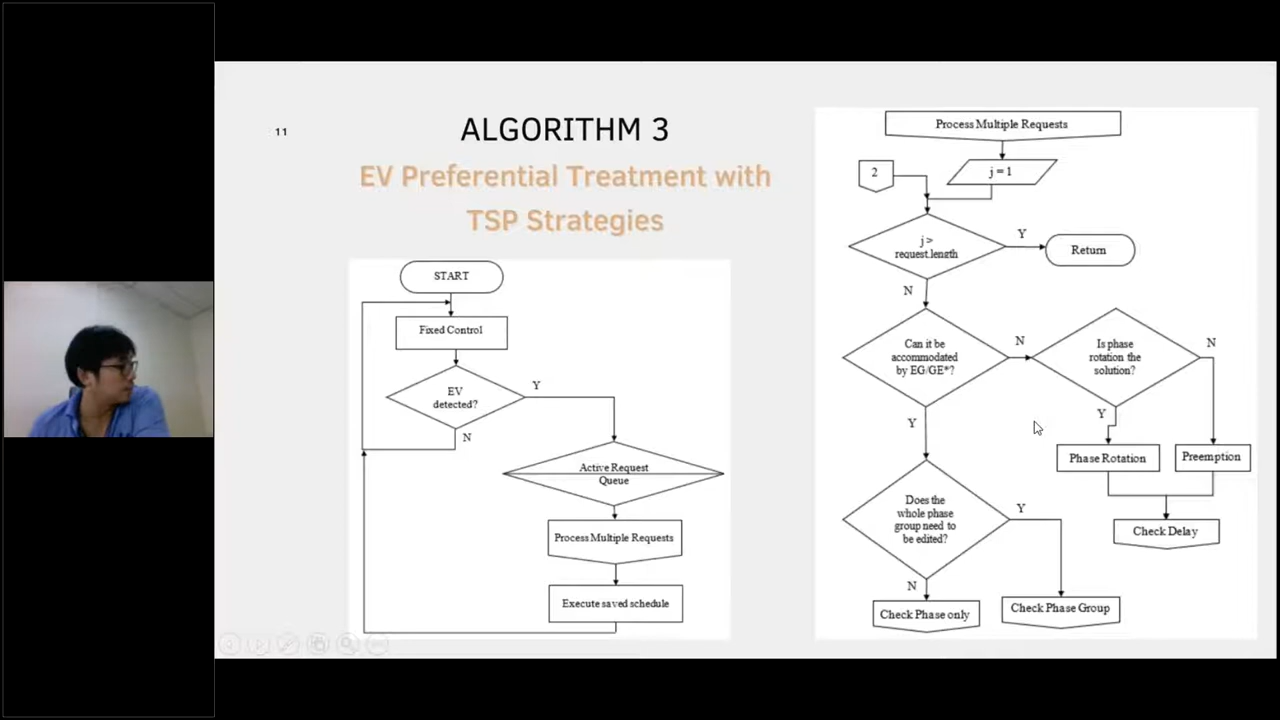 11
ALGORITHM 3
EV Preferential Treatment with
TSP Strategies
START
Fixed Control
EV
detected?
Y
N
Active Request
Queue
Process Multiple Requests
Execute saved schedule
Process Multiple Requests
2
j = 1
j >
request.length
Y
Return
N
Can it be
accommodated
by EG/GE*?
N
Is phase
rotation the
solution?
N
Y
Y
Phase Rotation
Preemption
Check Delay
Does the
whole phase
group need to
be edited?
Y
N
Check Phase only
Check Phase Group